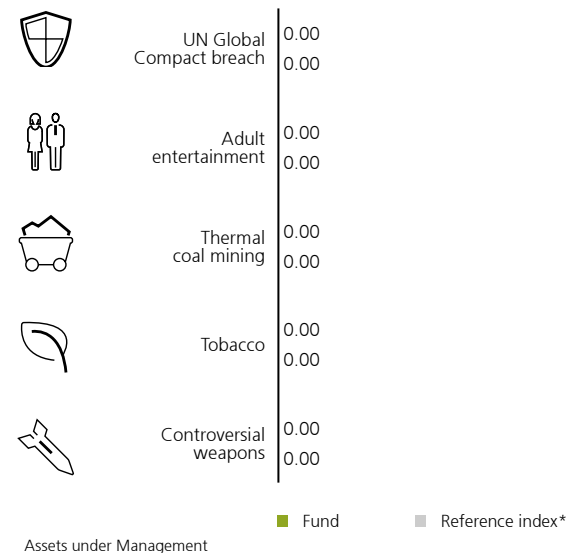 UN Global
Compact breach
0.00
0.00
Adult
entertainment
0.00
0.00
Thermal
coal mining
0.00
0.00
Tobacco
0.00
0.00
Controversial
weapons
0.00
0.00
Fund
Reference index*
Assets under Management